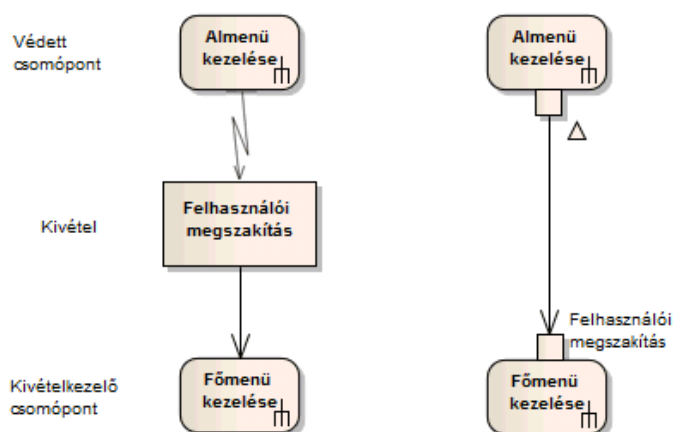 Védett
csomópont
Almenü
kezelése
Almenü
kezelése
Kivétel
Felhasználói
megszakítás
Felhasználói
megszakítás
Kivételkezelő
csomópont
Főmenü
kezelése
Főmenü
kezelése